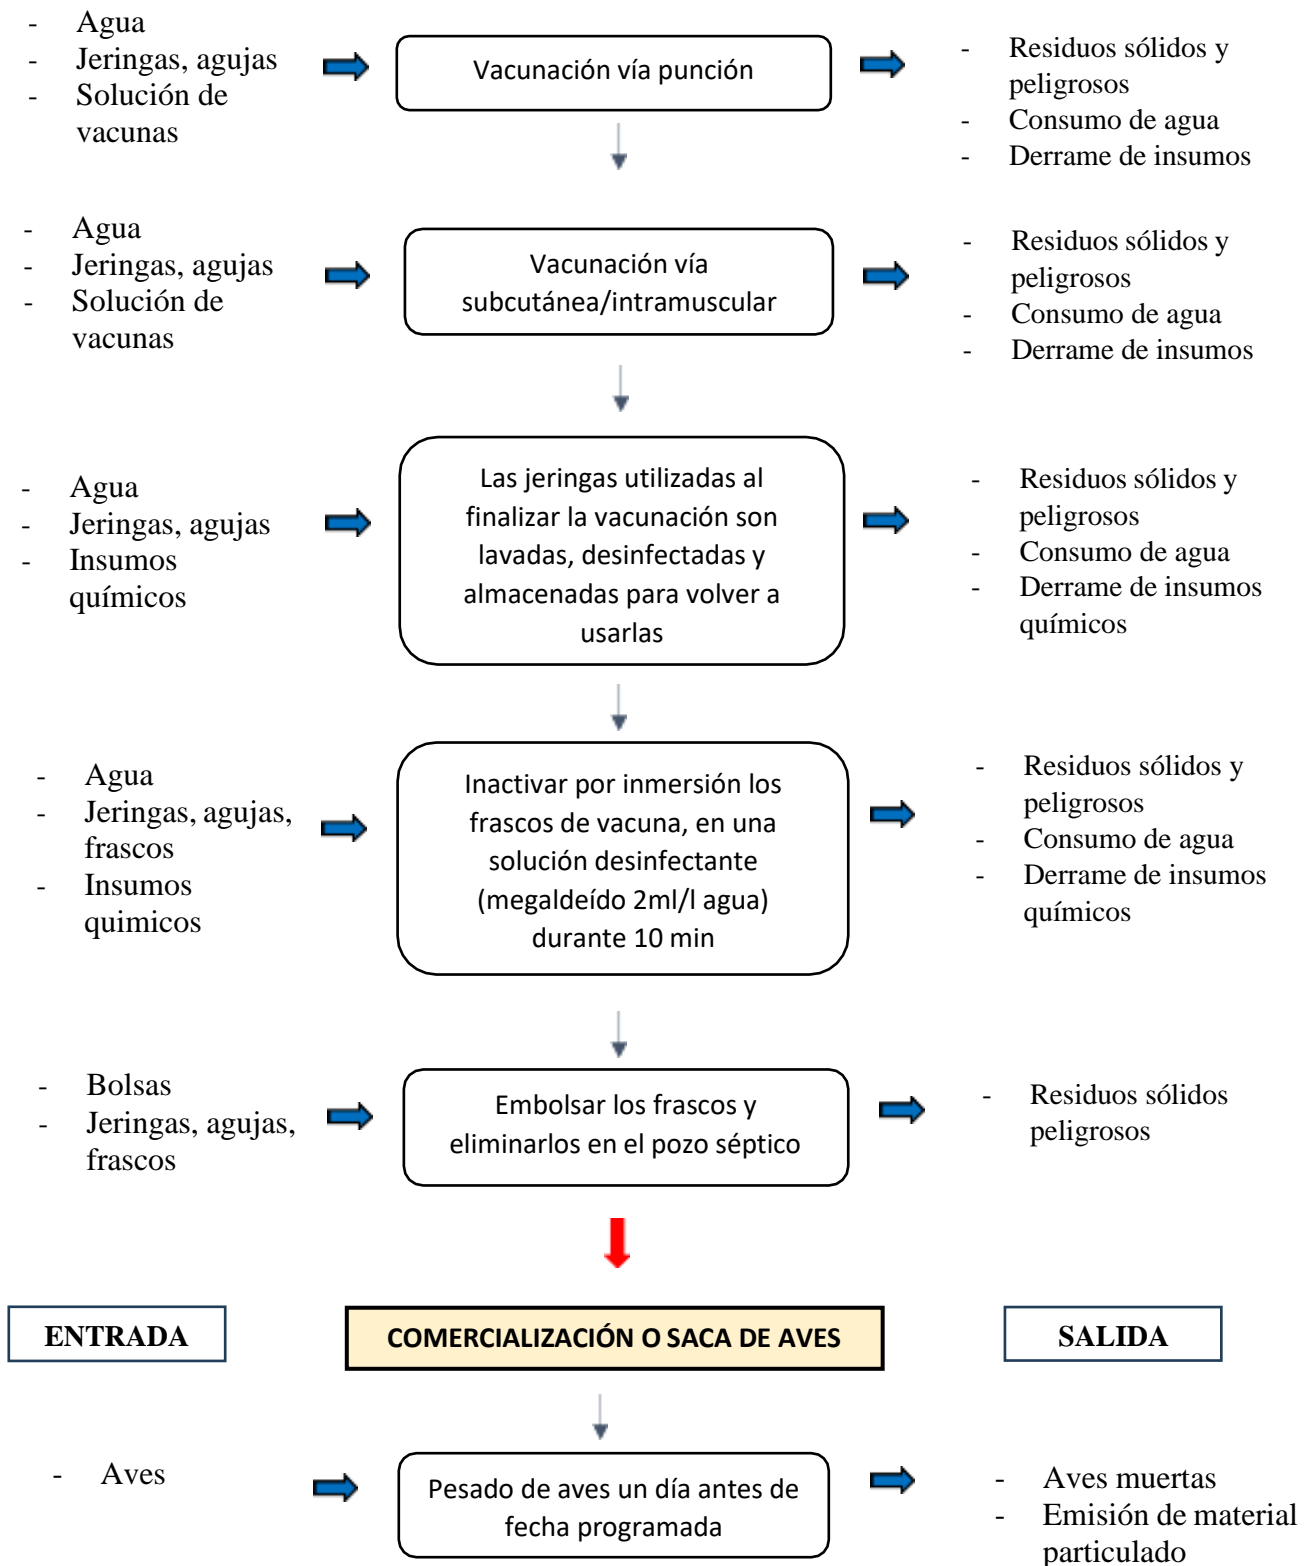 - Agua
- Jeringas, agujas
- Solución de
vacunas
Vacunación vía punción
- Residuos sólidos y
peligrosos
- Consumo de agua
- Derrame de insumos
- Agua
- Jeringas, agujas
- Solución de
vacunas
Vacunación vía
subcutánea/intramuscular
- Residuos sólidos y
peligrosos
- Consumo de agua
- Derrame de insumos
- Agua
- Jeringas, agujas
- Insumos
químicos
Las jeringas utilizadas al
finalizar la vacunación son
lavadas, desinfectadas y
almacenadas para volver a
usarlas
- Residuos sólidos y
peligrosos
- Consumo de agua
- Derrame de insumos
químicos
- Agua
- Jeringas, agujas,
frascos
- Insumos
quimicos
Inactivar por inmersión los
frascos de vacuna, en una
solución desinfectante
(megaldeído 2ml/l agua)
durante 10 min
- Residuos sólidos y
peligrosos
- Consumo de agua
- Derrame de insumos
químicos
- Bolsas
- Jeringas, agujas,
frascos
Embolsar los frascos y
eliminarlos en el pozo séptico
- Residuos sólidos
peligrosos
ENTRADA
COMERCIALIZACIÓN O SACA DE AVES
SALIDA
- Aves
Pesado de aves un día antes de
fecha programada
- Aves muertas
- Emisión de material
particulado